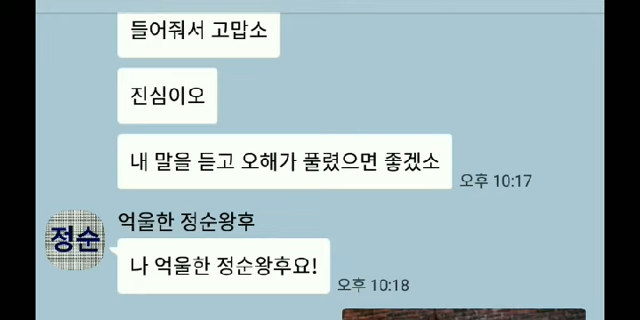 들어줘서 고맙소
진심이오
내 말을 듣고 오해가 풀렸으면 좋겠소
오후 10:17
억울한 정순왕후
정순
나 억울한 정순왕후요!
오후 10:18